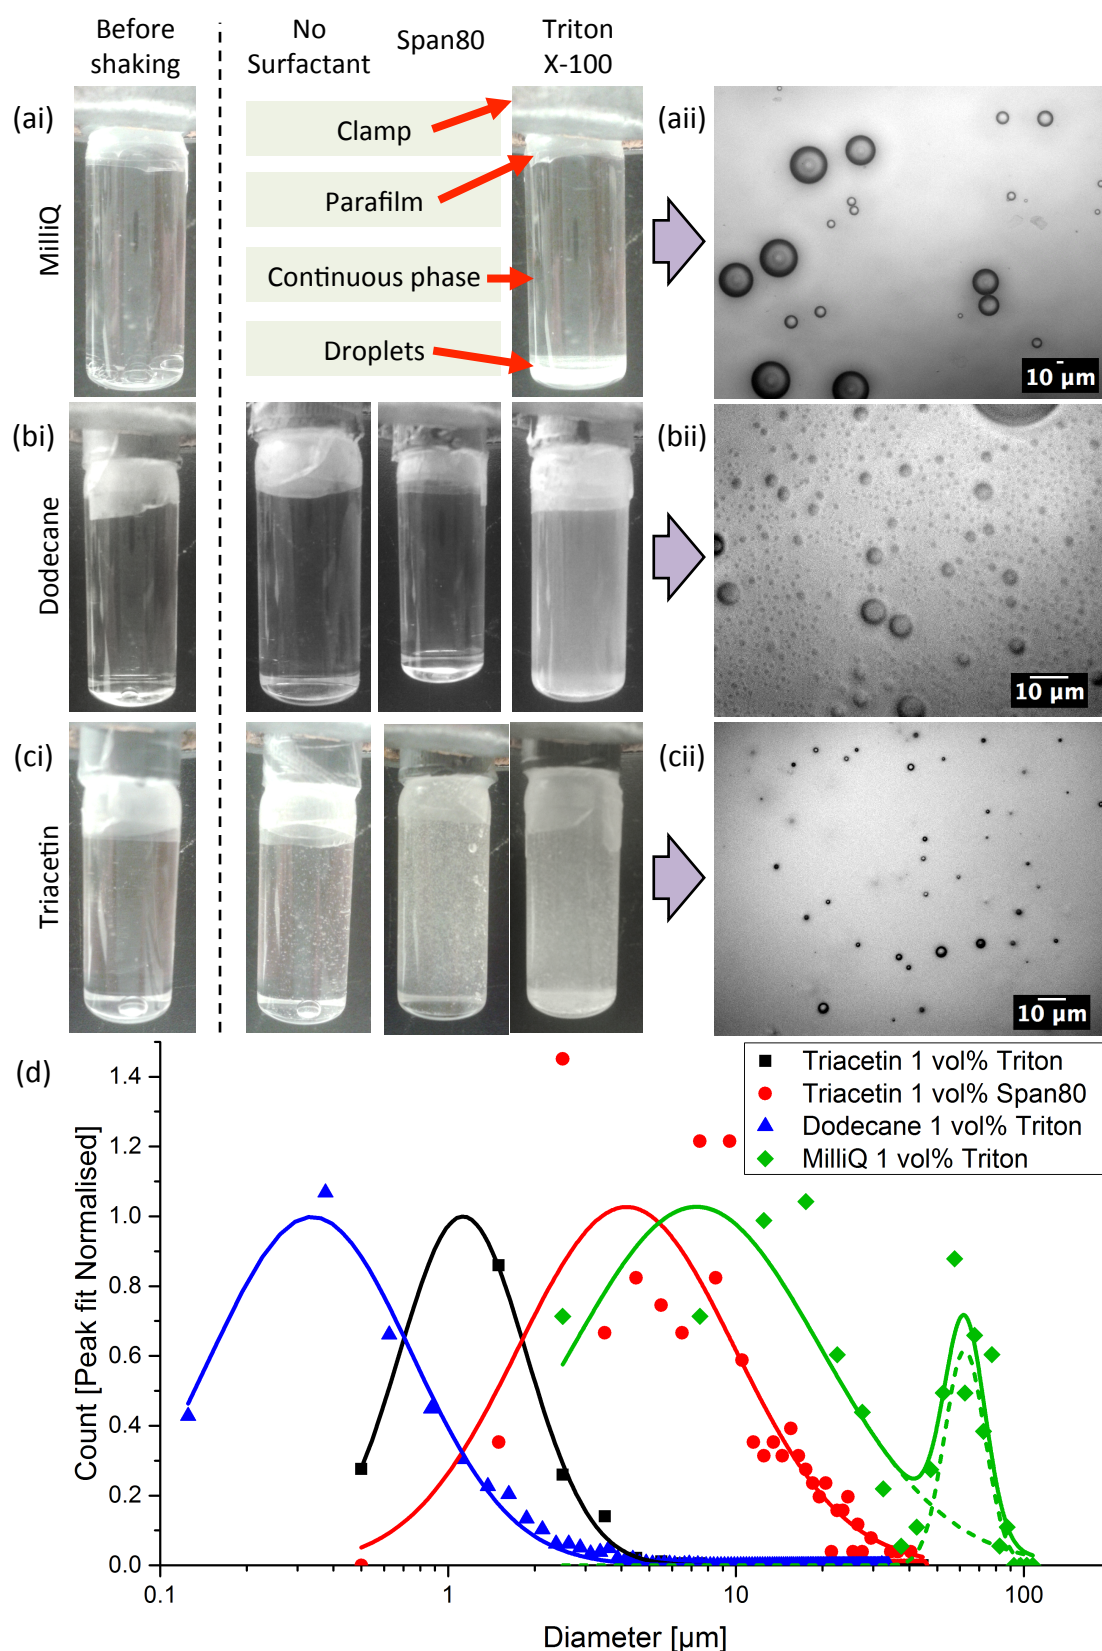 Before
shaking
No
Surfactant
Span80
Triton
X-100
(ai)
MilliQ
Clamp
Parafilm
Continuous phase
Droplets
(aii)
10 µm
(bi)
Dodecane
(bii)
10 µm
(ci)
Triacetin
(cii)
10 µm
(d)
Count [Peak fit Normalised]
1.4
1.2
1.0
0.8
0.6
0.4
0.2
0.0
Triacetin 1 vol% Triton
Triacetin 1 vol% Span80
Dodecane 1 vol% Triton
MilliQ 1 vol% Triton
0.1 1 10 100
Diameter [µm]